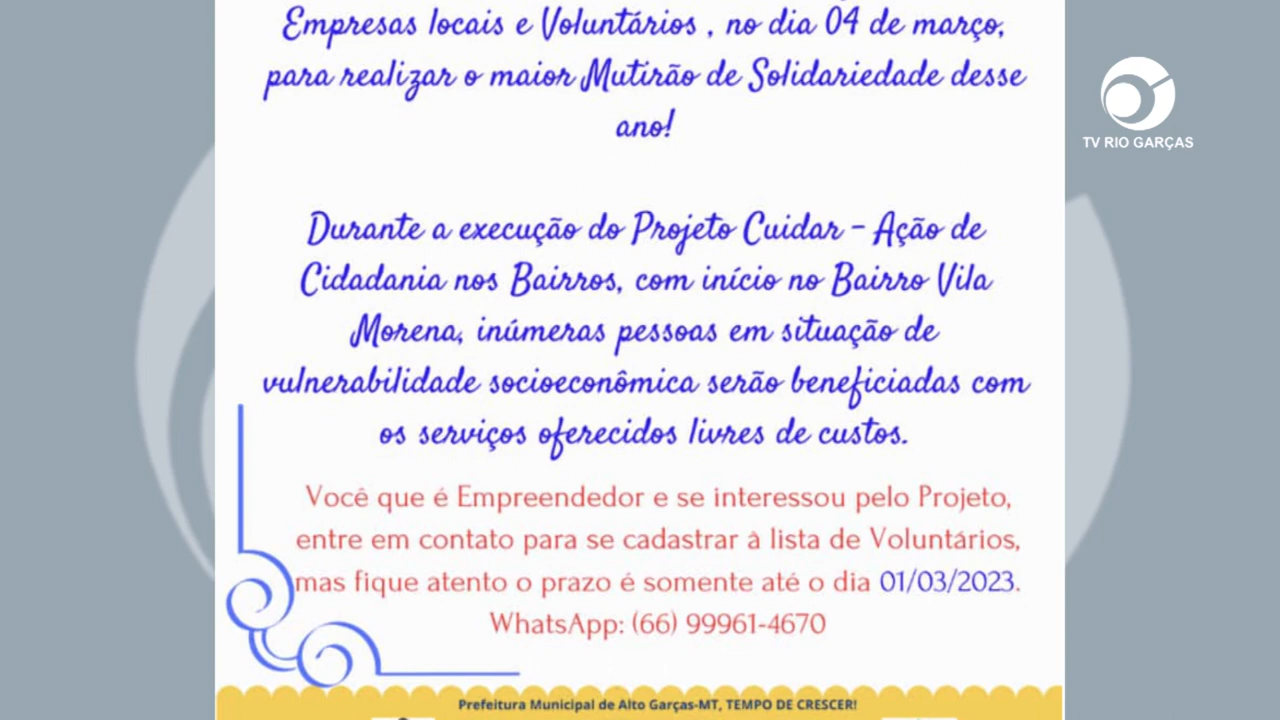 Empresas locais e Voluntários , no dia 04 de março,
para realizar o maior Mutirão de Solidariedade desse
ano!
TV RIO GARÇAS
Durante a execução do Projeto Cuidar - Ação de
Cidadania nos Bairros, com início no Bairro Vila
Morena, inúmeras pessoas em situação de
vulnerabilidade socioeconômica serão beneficiadas com
os serviços oferecidos livres de custos.
Você que é Empreendedor e se interessou pelo Projeto,
entre em contato para se cadastrar à lista de Voluntários,
mas fique atento o prazo é somente até o dia 01/03/2023.
WhatsApp: (66) 99961-4670
Prefeitura Municipal de Alto Garças-MT, TEMPO DE CRESCER!